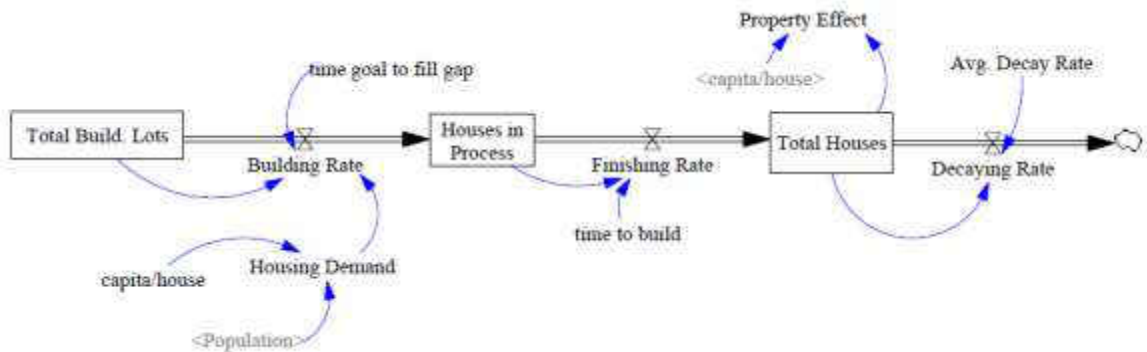 Property Effect
time goal to fill gap
<capita/house>
Avg. Decay Rate
Total Build Lots
Houses in
Process
Total Houses
Building Rate
Finishing Rate
Decaying Rate
time to build
capita/house
Housing Demand
<Population>